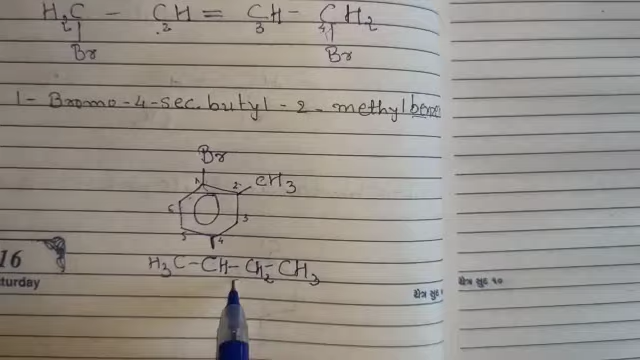 H₂C - CH = CH - CH₂
2 3 4
Br Br
1 - Bromo - 4 - sec. butyl - 2 - methyl benzene
Br
1 2 CH₃
6 3
5 4
H₃C - CH - CH₂ - CH₃
16
turday
ચૈત્ર સુદ ૧૦